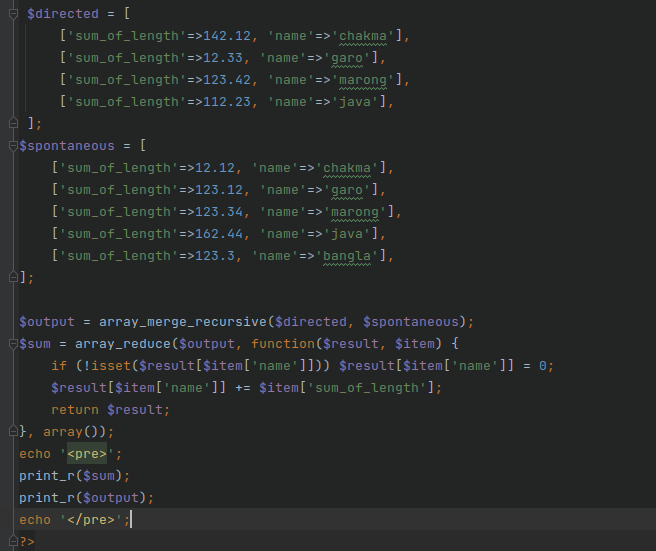 $directed = [
['sum_of_length'=>142.12, 'name'=>'chakma'],
['sum_of_length'=>12.33, 'name'=>'garo'],
['sum_of_length'=>123.42, 'name'=>'marong'],
['sum_of_length'=>112.23, 'name'=>'java'],
];
$spontaneous = [
['sum_of_length'=>12.12, 'name'=>'chakma'],
['sum_of_length'=>123.12, 'name'=>'garo'],
['sum_of_length'=>123.34, 'name'=>'marong'],
['sum_of_length'=>162.44, 'name'=>'java'],
['sum_of_length'=>123.3, 'name'=>'bangla'],
];
$output = array_merge_recursive($directed, $spontaneous);
$sum = array_reduce($output, function($result, $item) {
if (!isset($result[$item['name']])) $result[$item['name']] = 0;
$result[$item['name']] += $item['sum_of_length'];
return $result;
}, array());
echo '<pre>';
print_r($sum);
print_r($output);
echo '</pre>';
?>